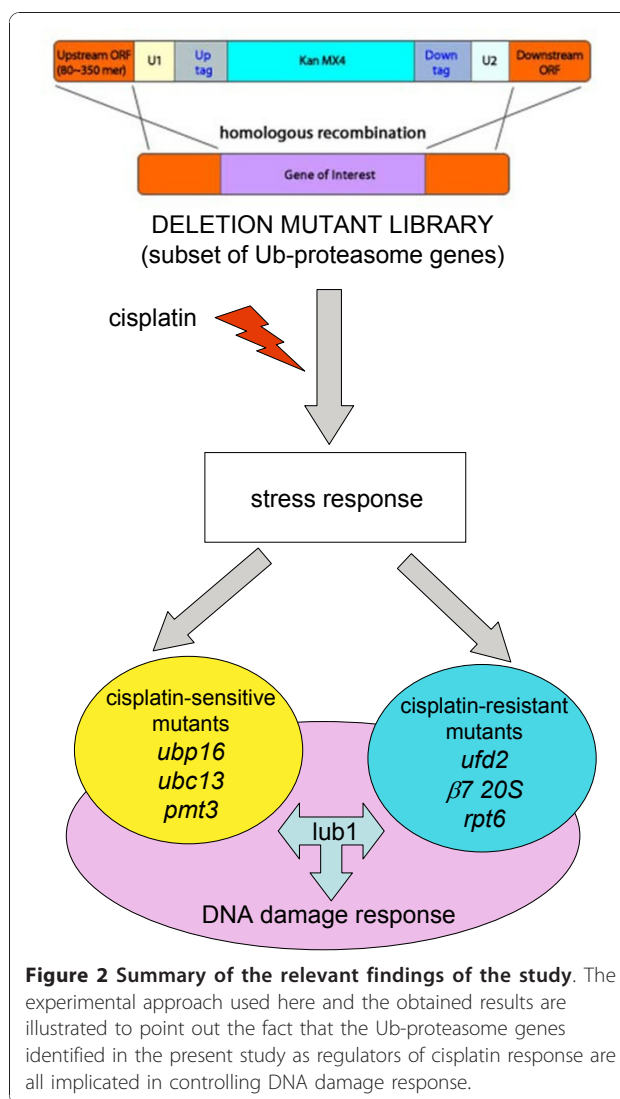 Upstream ORF
(80~350 mer)
U1
Up
tag
Kan MX4
Down
tag
U2
Downstream
ORF
homologous recombination
Gene of Interest
DELETION MUTANT LIBRARY
(subset of Ub-proteasome genes)
cisplatin
stress response
cisplatin-sensitive
mutants
ubp16
ubc13
pmt3
cisplatin-resistant
mutants
ufd2
β7 20S
rpt6
lub1
DNA damage response
Figure 2 Summary of the relevant findings of the study. The
experimental approach used here and the obtained results are
illustrated to point out the fact that the Ub-proteasome genes
identified in the present study as regulators of cisplatin response are
all implicated in controlling DNA damage response.